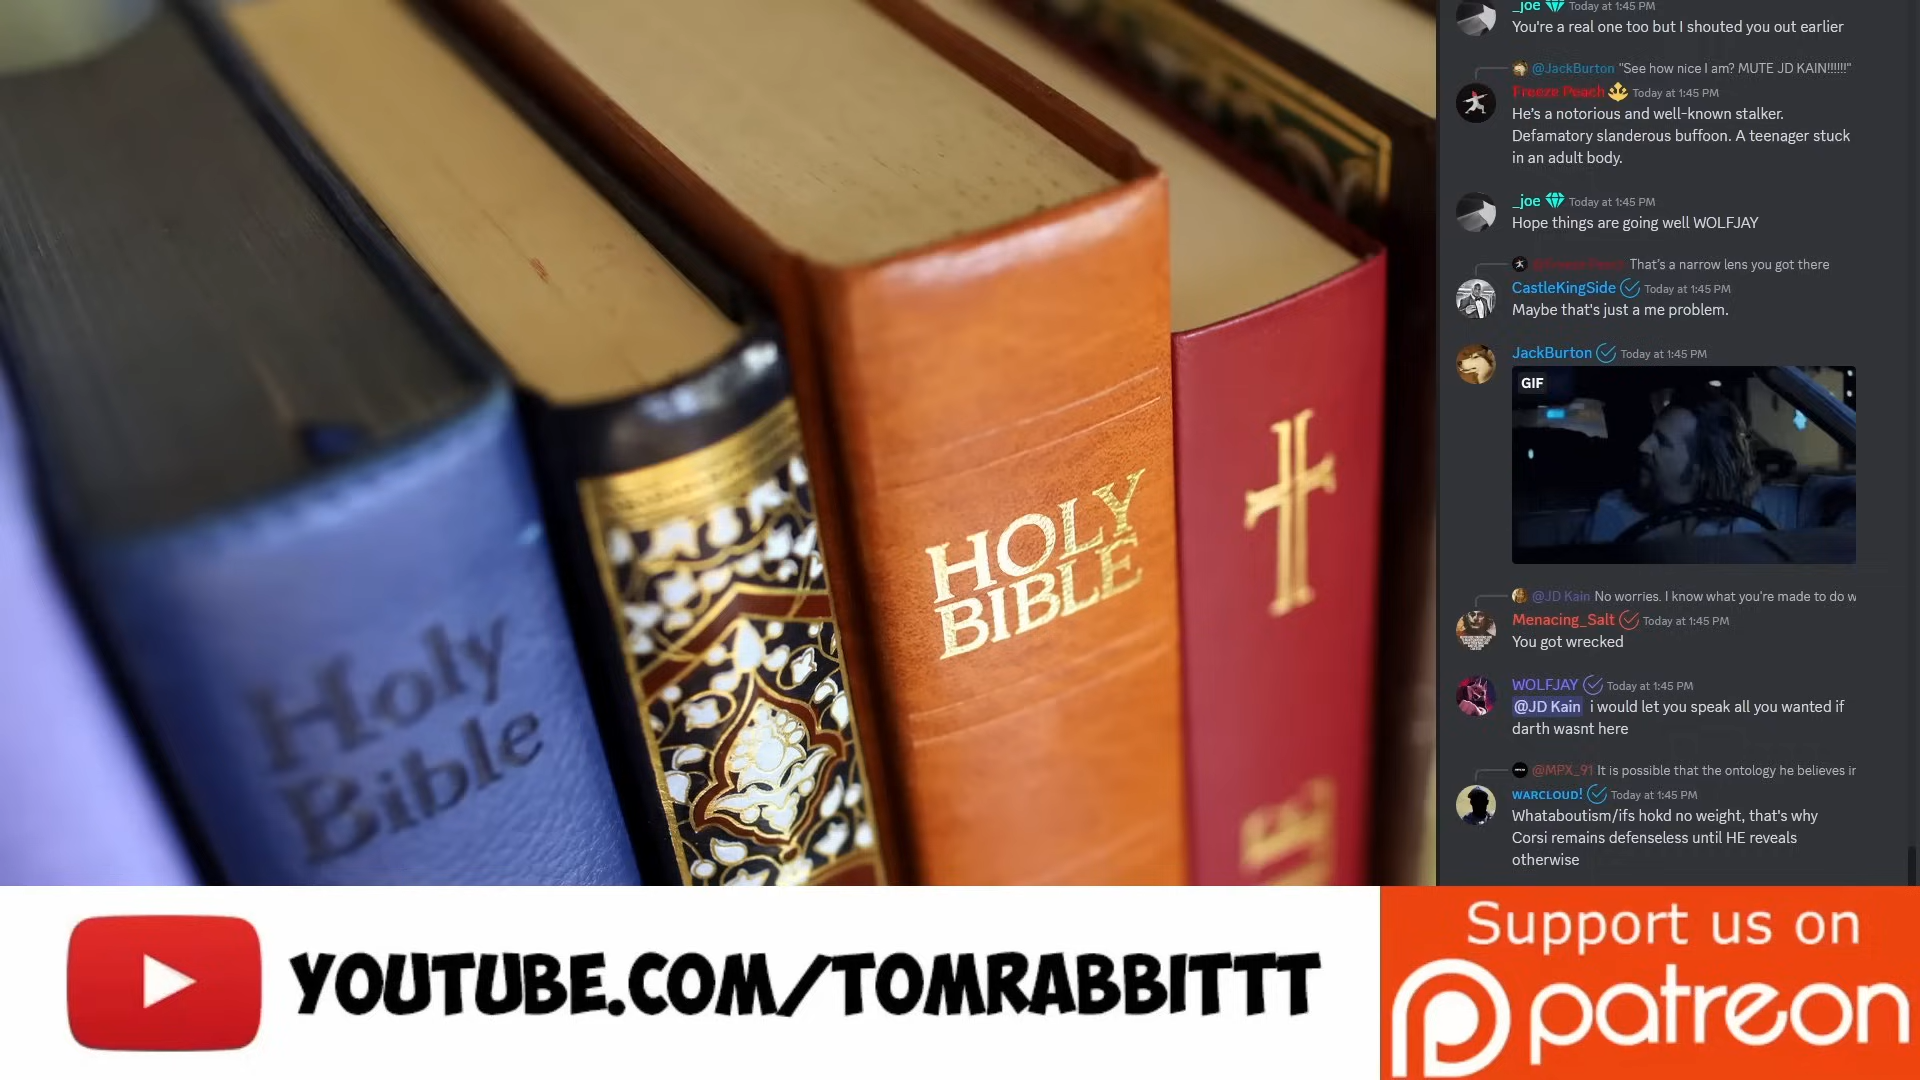 Holy
Bible
HOLY
BIBLE
_joe Today at 1:45 PM
You're a real one too but I shouted you out earlier
@JackBurton "See how nice I am? MUTE JD KAIN!!!!!!"
Freeze Peach Today at 1:45 PM
He's a notorious and well-known stalker.
Defamatory slanderous buffoon. A teenager stuck
in an adult body.
_joe Today at 1:45 PM
Hope things are going well WOLFJAY
@Freeze Peach That's a narrow lens you got there
CastleKingSide Today at 1:45 PM
Maybe that's just a me problem.
JackBurton Today at 1:45 PM
GIF
@JD Kain No worries. I know what you're made to do w
Menacing_Salt Today at 1:45 PM
You got wrecked
WOLFJAY Today at 1:45 PM
@JD Kain i would let you speak all you wanted if
darth wasnt here
@MPX_91 It is possible that the ontology he believes ir
WARCLOUD! Today at 1:45 PM
Whataboutism/ifs hokd no weight, that's why
Corsi remains defenseless until HE reveals
otherwise
YOUTUBE.COM/TOMRABBITTT
Support us on
patreon